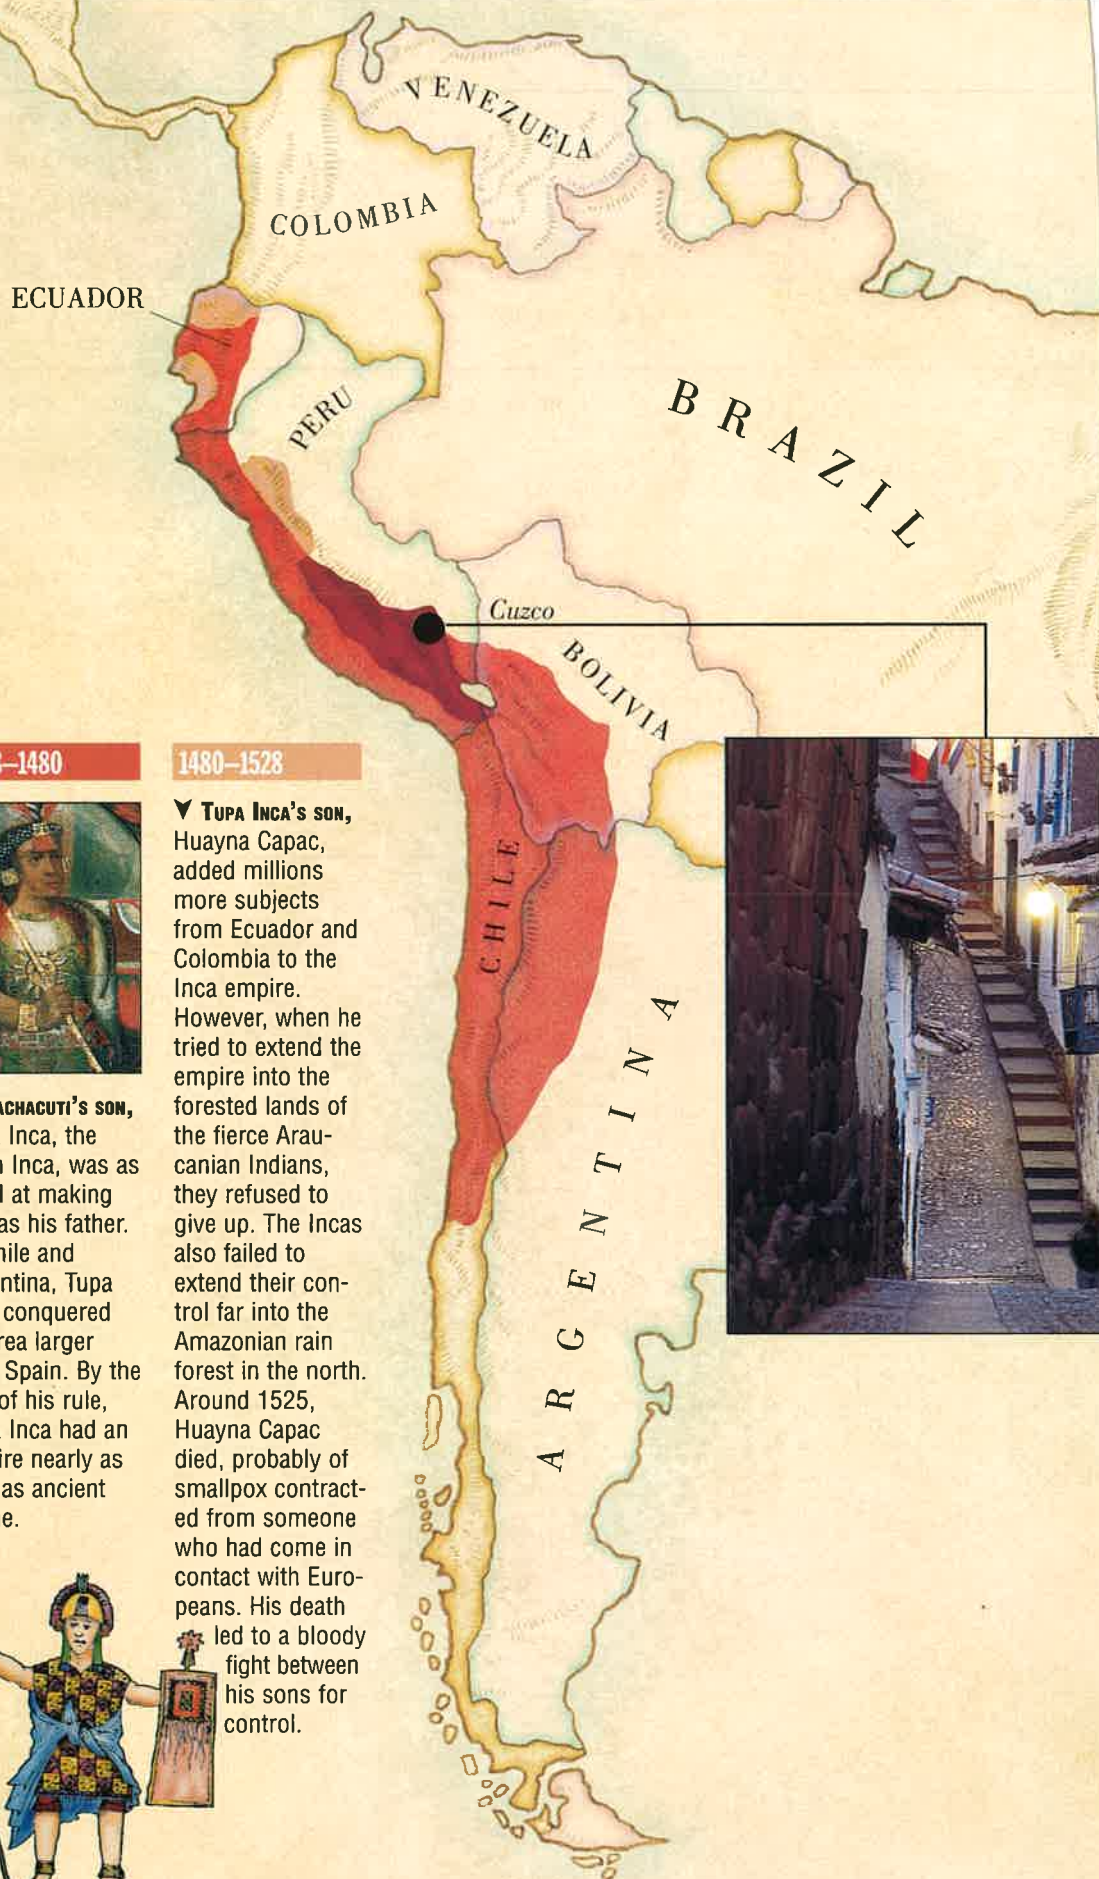 VENEZUELA
COLOMBIA
ECUADOR
PERU
BRAZIL
Cuzco
BOLIVIA
CHILE
ARGENTINA
–1480
ACHACUTI'S SON,
Inca, the
Inca, was as
at making
as his father.
and
Tupa
conquered
larger
Spain. By the
of his rule,
Inca had an
nearly as
as ancient
1480–1528
▼ TUPA INCA'S SON,
Huayna Capac,
added millions
more subjects
from Ecuador and
Colombia to the
Inca empire.
However, when he
tried to extend the
empire into the
forested lands of
the fierce Arau-
canian Indians,
they refused to
give up. The Incas
also failed to
extend their con-
trol far into the
Amazonian rain
forest in the north.
Around 1525,
Huayna Capac
died, probably of
smallpox contract-
ed from someone
who had come in
contact with Euro-
peans. His death
led to a bloody
fight between
his sons for
control.